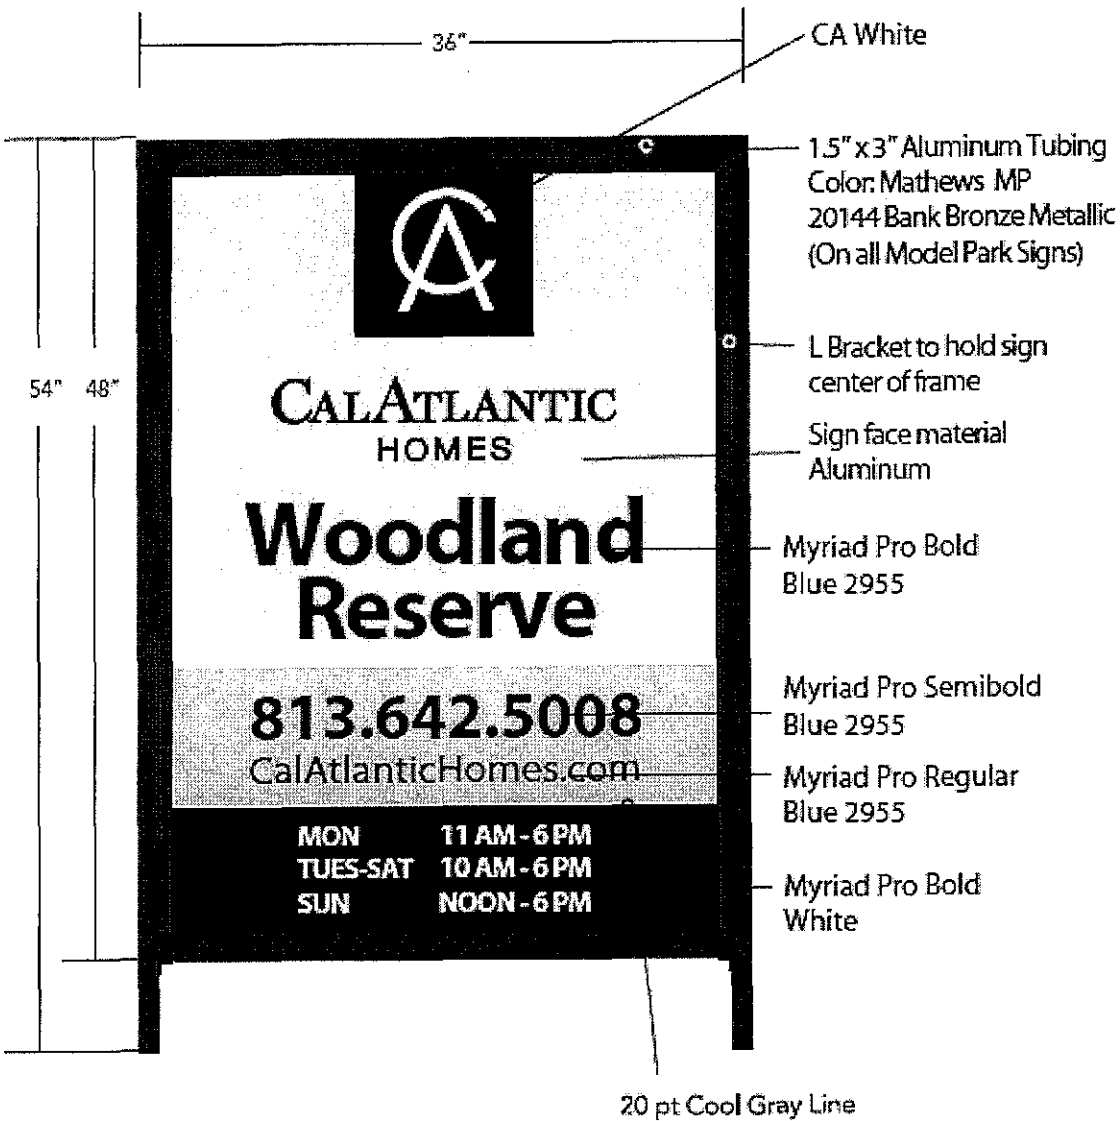 36"
CA White
1.5" x 3" Aluminum Tubing
Color: Mathews MP
20144 Bank Bronze Metallic
(On all Model Park Signs)
CA
L Bracket to hold sign
center of frame
54" 48"
CALATLANTIC
HOMES
Sign face material
Aluminum
Woodland
Reserve
Myriad Pro Bold
Blue 2955
813.642.5008
Myriad Pro Semibold
Blue 2955
CalAtlanticHomes.com
Myriad Pro Regular
Blue 2955
MON 11 AM - 6 PM
TUES-SAT 10 AM - 6 PM
SUN NOON - 6 PM
Myriad Pro Bold
White
20 pt Cool Gray Line